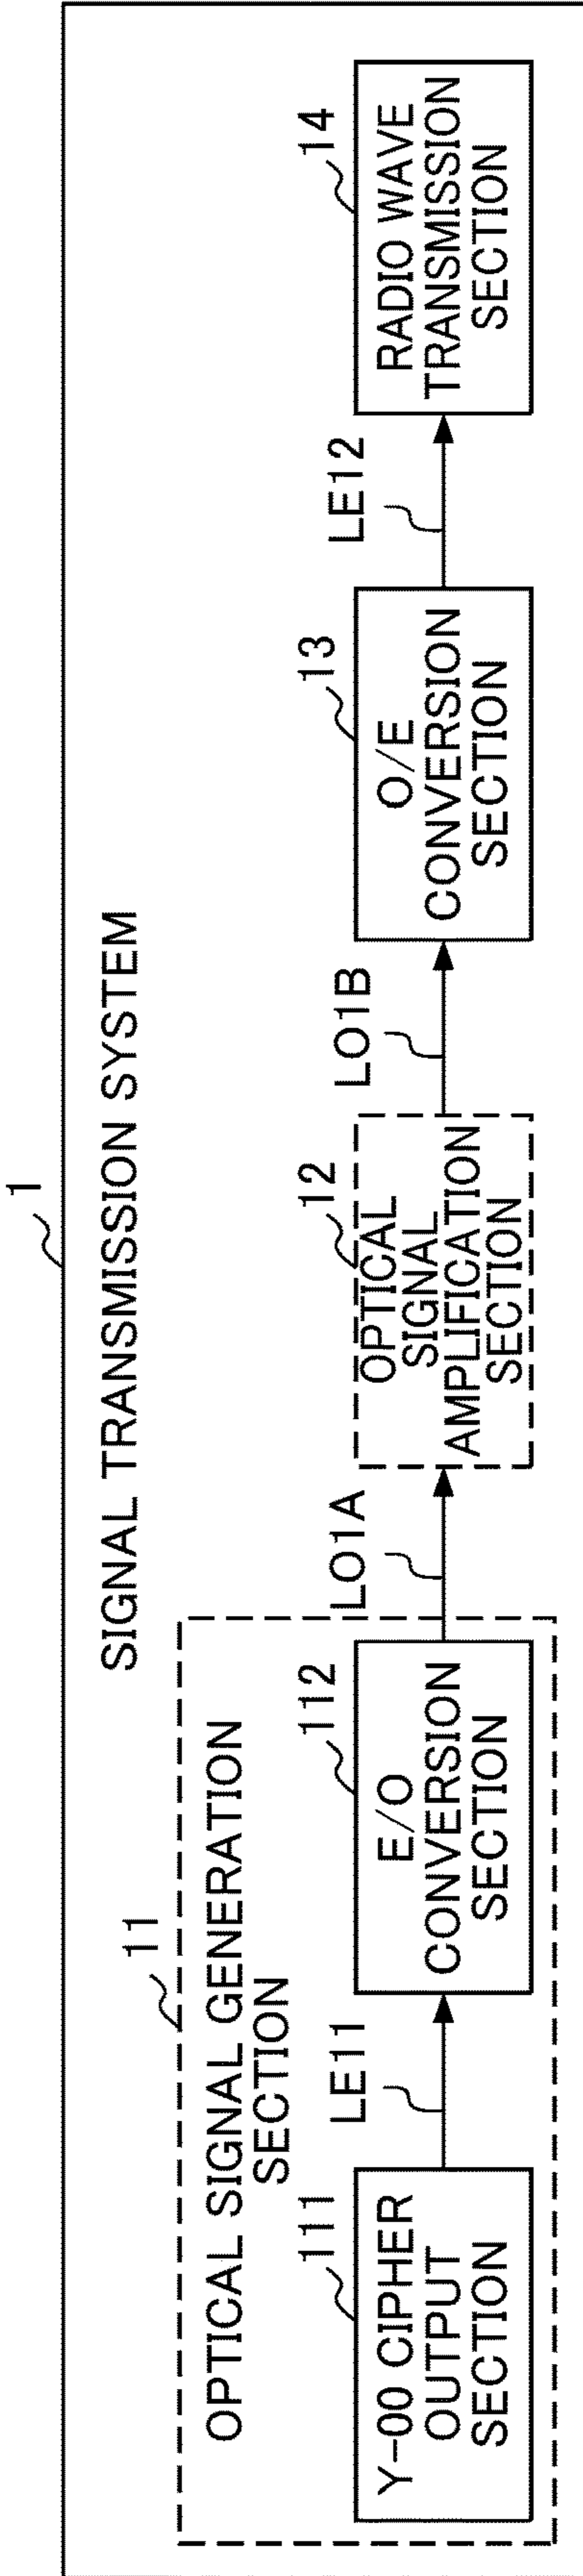 1
SIGNAL TRANSMISSION SYSTEM
11
OPTICAL SIGNAL GENERATION
SECTION
111
Y-00 CIPHER
OUTPUT
SECTION
LE11
112
E/O
CONVERSION
SECTION
LO1A
12
OPTICAL
SIGNAL
AMPLIFICATION
SECTION
LO1B
13
O/E
CONVERSION
SECTION
LE12
14
RADIO WAVE
TRANSMISSION
SECTION